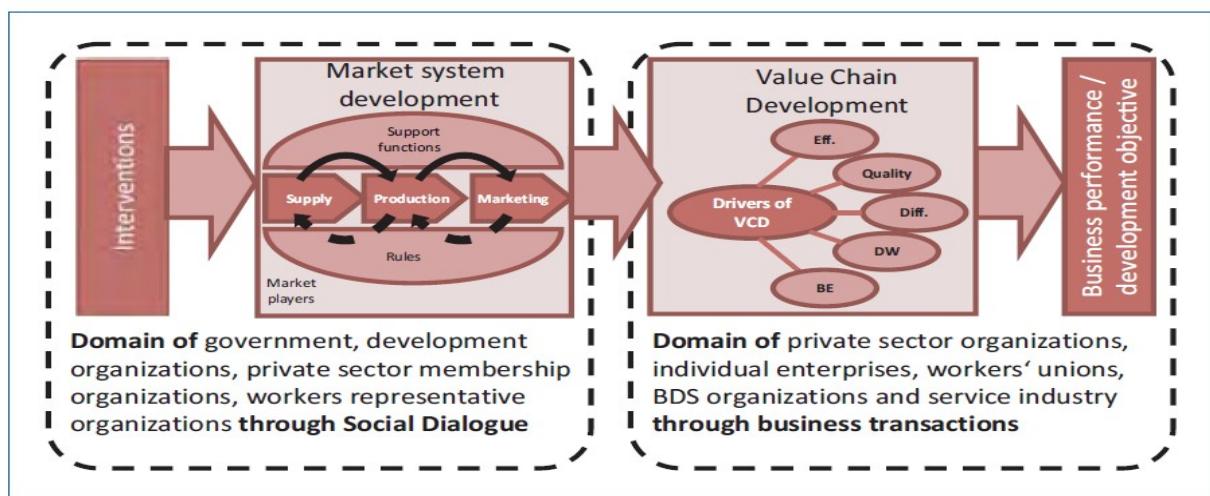 Interventions
Market system
development
Support
functions
Supply
Production
Marketing
Rules
Market
players
Domain of government, development
organizations, private sector membership
organizations, workers representative
organizations through Social Dialogue
Value Chain
Development
Eff.
Quality
Drivers of
VCD
Diff.
DW
BE
Domain of private sector organizations,
individual enterprises, workers‘ unions,
BDS organizations and service industry
through business transactions
Business performance /
development objective